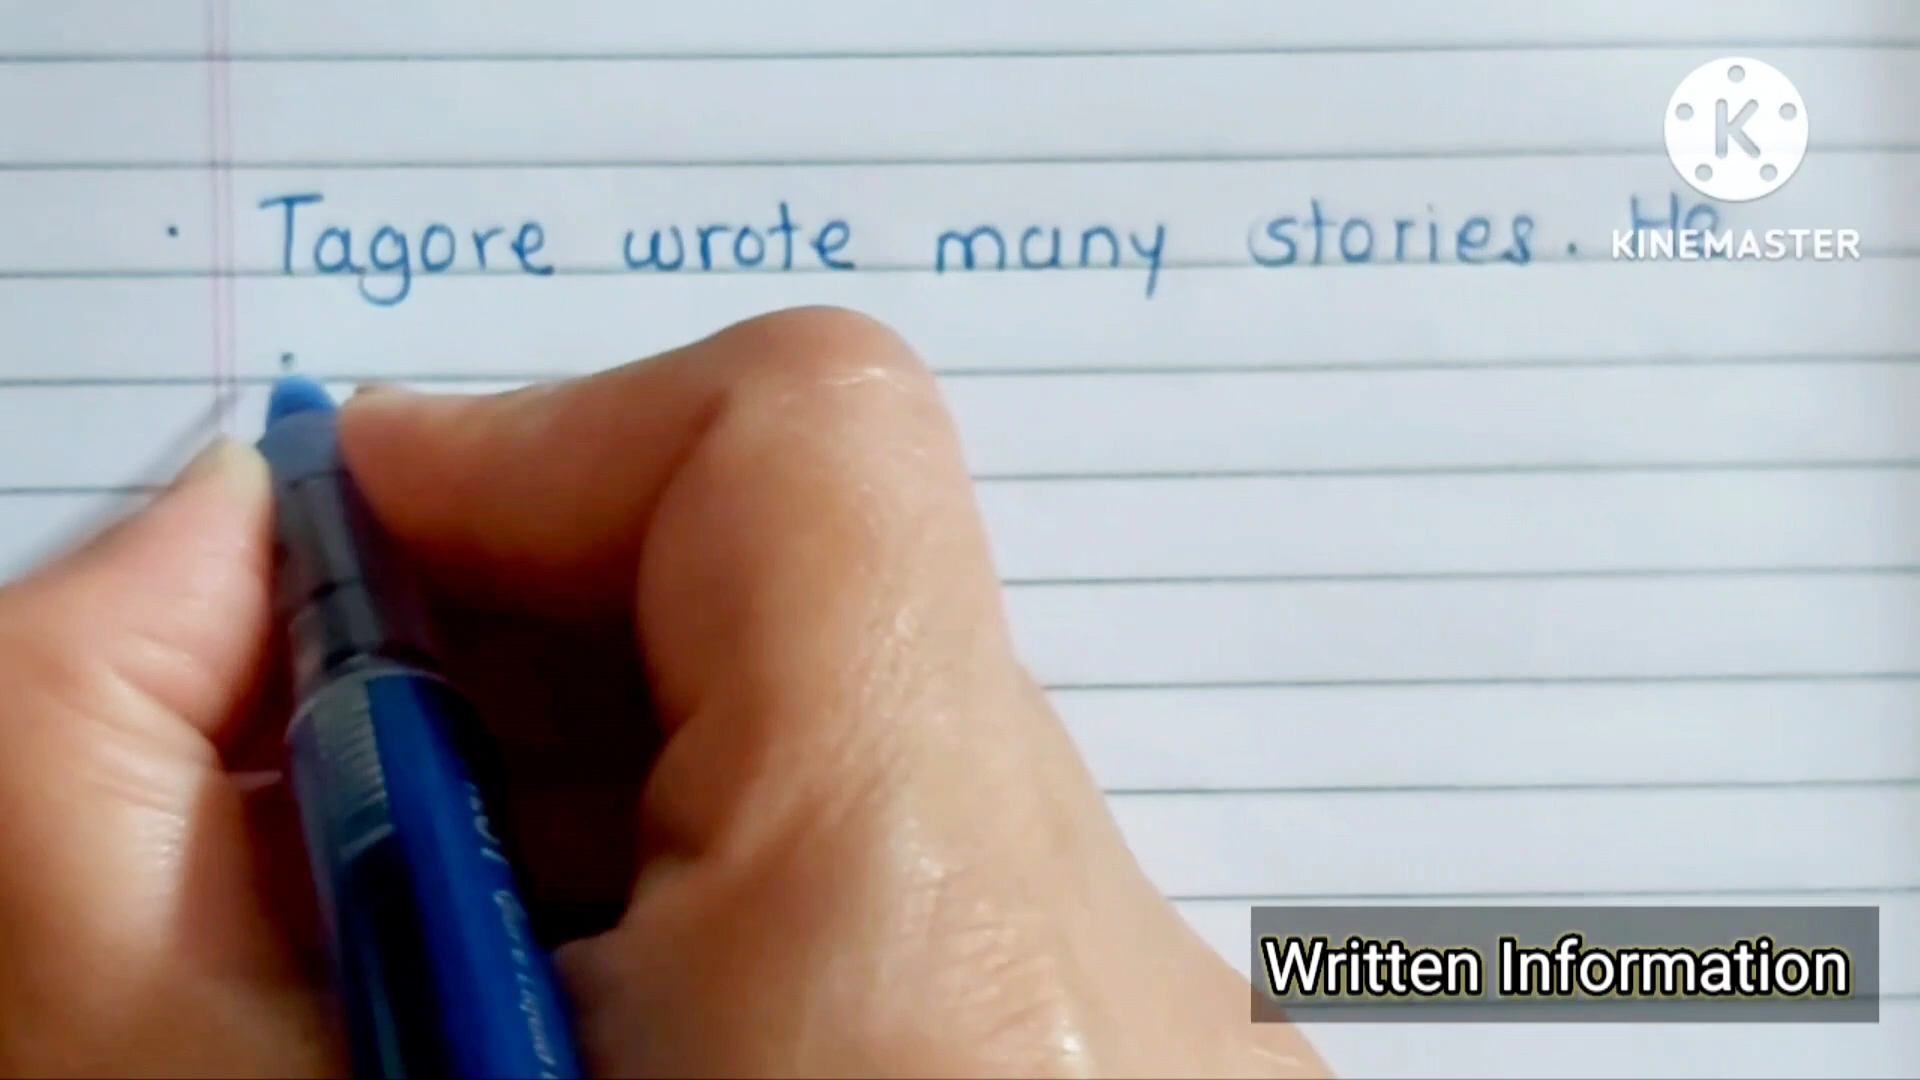 · Tagore wrote many stories. He
KINEMASTER
Written Information